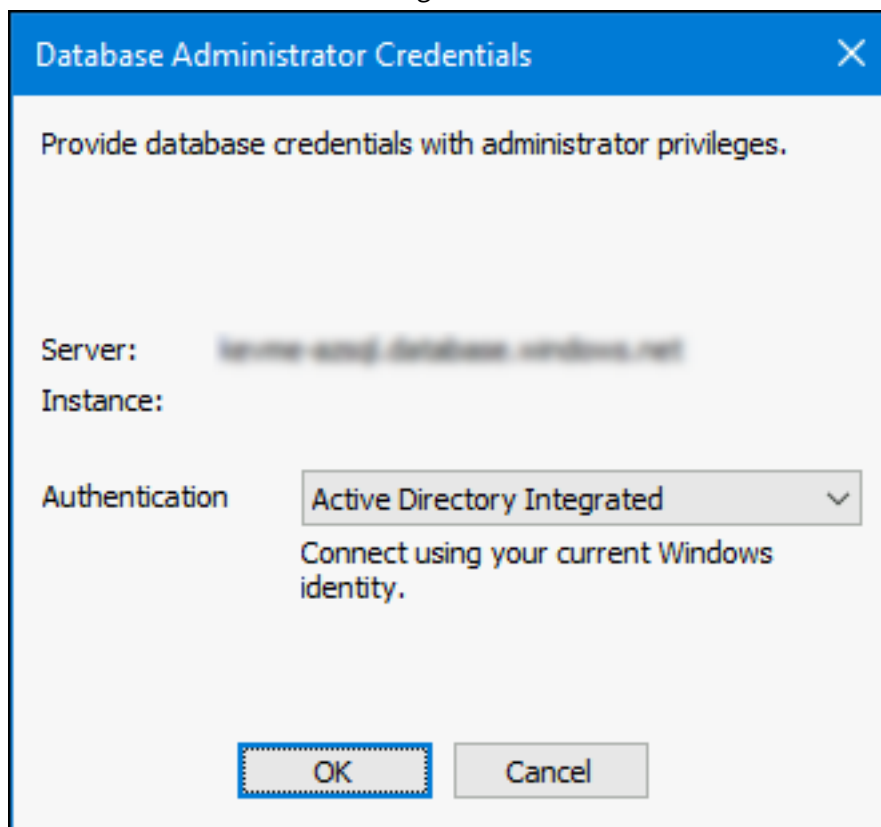 Database Administrator Credentials
Provide database credentials with administrator privileges.
Server:
Instance:
Authentication
Active Directory Integrated
Connect using your current Windows
identity.
OK
Cancel